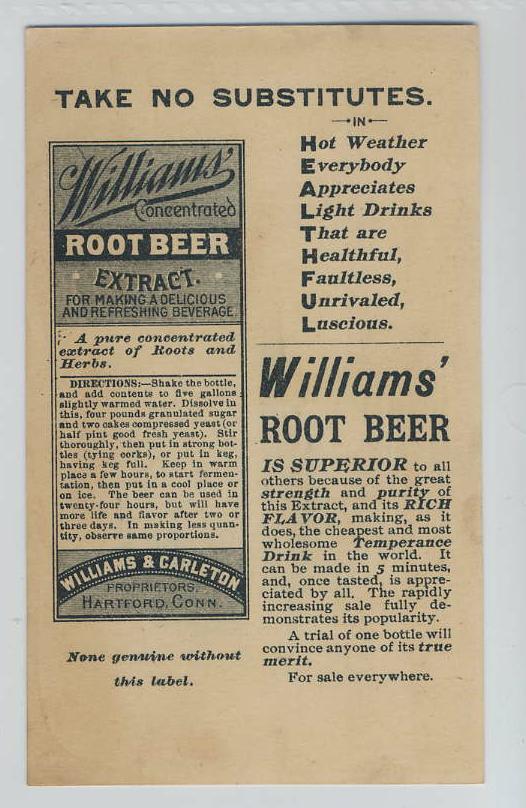 TAKE NO SUBSTITUTES.
Williams'
Concentrated
ROOT BEER
EXTRACT.
FOR MAKING A DELICIOUS
AND REFRESHING BEVERAGE.
A pure concentrated
extract of Roots and
Herbs.
DIRECTIONS:—Shake the bottle,
and add contents to five gallons
slightly warmed water. Dissolve in
this, four pounds granulated sugar
and two cakes compressed yeast (or
half pint good fresh yeast). Stir
thoroughly, then put in strong bot-
tles (tying corks), or put in keg,
having keg full. Keep in warm
place a few hours, to start fermen-
tation, then put in a cool place or
on ice. The beer can be used in
twenty-four hours, but will have
more life and flavor after two or
three days. In making less quan-
tity, observe same proportions.
WILLIAMS & CARLETON
PROPRIETORS,
HARTFORD, CONN.
None genuine without
this label.
IN
Hot Weather
Everybody
Appreciates
Light Drinks
That are
Healthful,
Faultless,
Unrivaled,
Luscious.
Williams'
ROOT BEER
IS SUPERIOR to all
others because of the great
strength and purity of
this Extract, and its RICH
FLAVOR, making, as it
does, the cheapest and most
wholesome Temperance
Drink in the world. It
can be made in 5 minutes,
and, once tasted, is appre-
ciated by all. The rapidly
increasing sale fully de-
monstrates its popularity.
A trial of one bottle will
convince anyone of its true
merit.
For sale everywhere.